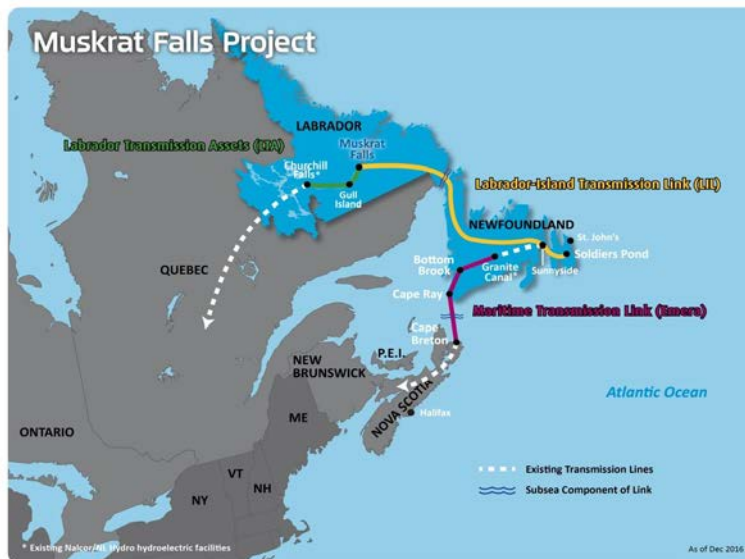 Muskrat Falls Project
LABRADOR
Labrador Transmission Assets (LTA)
Muskrat
Falls
Churchill
Falls*
Gull
Island
Labrador-Island Transmission Link (LIL)
NEWFOUNDLAND
St. John's
Soldiers Pond
Sunnyside
Granite
Canal*
Bottom
Brook
QUEBEC
Cape Ray
Maritime Transmission Link (Emera)
Cape
Breton
P.E.I.
NEW
BRUNSWICK
NOVA SCOTIA
Halifax
Atlantic Ocean
ME
ONTARIO
VT
NH
NY
Existing Transmission Lines
Subsea Component of Link
* Existing Nalcor/NL Hydro hydroelectric facilities
As of Dec 2016